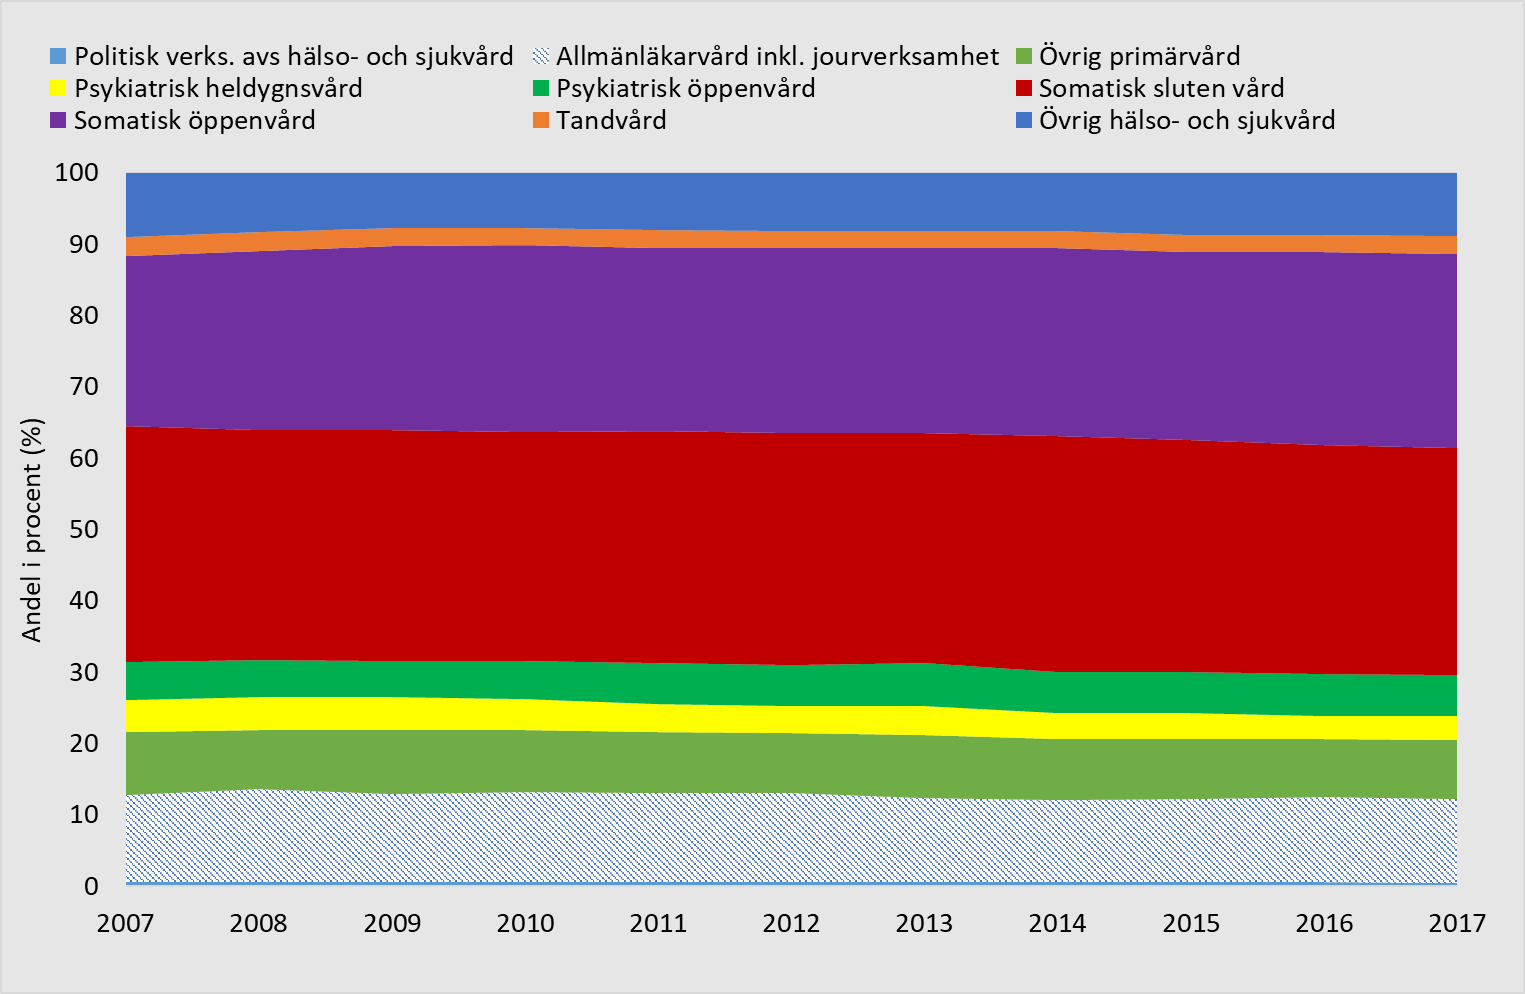 Politisk verks. avs hälso- och sjukvård Allmänläkarvård inkl. jourverksamhet Övrig primärvård
Psykiatrisk heldygnsvård Psykiatrisk öppenvård Somatisk sluten vård
Somatisk öppenvård Tandvård Övrig hälso- och sjukvård
Andel i procent (%)
100
90
80
70
60
50
40
30
20
10
0
2007 2008 2009 2010 2011 2012 2013 2014 2015 2016 2017